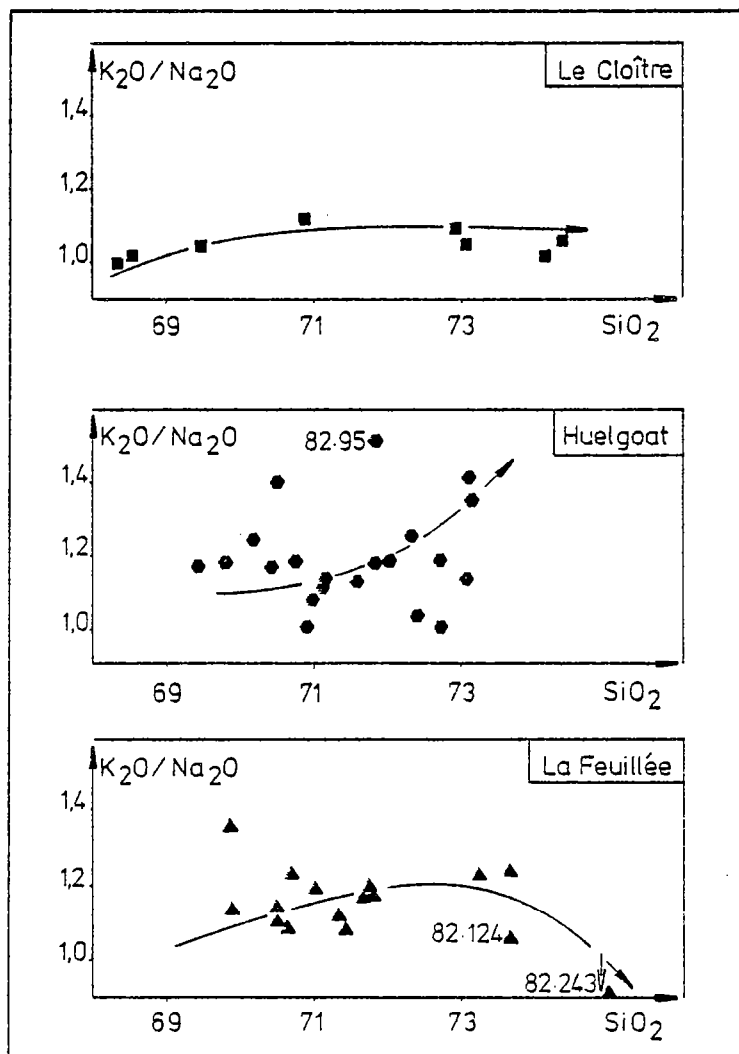 K2O/Na2O
Le Cloître
1,4
1,2
1,0
69 71 73 SiO2
K2O/Na2O
82·95
Huelgoat
1,4
1,2
1,0
69 71 73 SiO2
K2O/Na2O
La Feuillée
1,4
1,2
1,0
82·124
82·243
69 71 73 SiO2